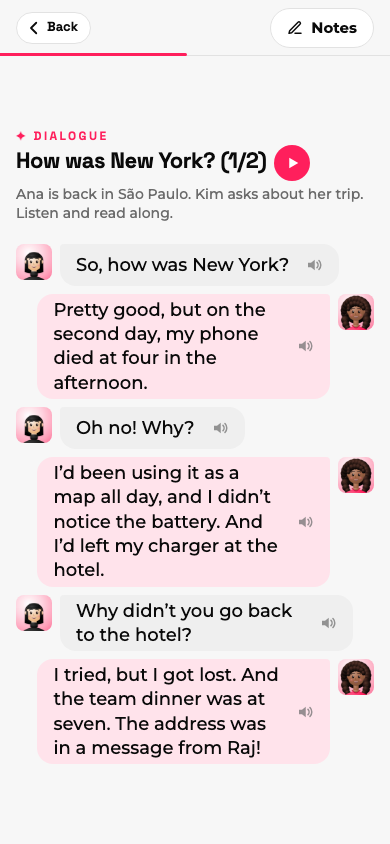 Back
Notes
DIALOGUE
How was New York? (1/2)
Ana is back in São Paulo. Kim asks about her trip.
Listen and read along.
So, how was New York?
Pretty good, but on the
second day, my phone
died at four in the
afternoon.
Oh no! Why?
I’d been using it as a
map all day, and I didn’t
notice the battery. And
I’d left my charger at the
hotel.
Why didn’t you go back
to the hotel?
I tried, but I got lost. And
the team dinner was at
seven. The address was
in a message from Raj!